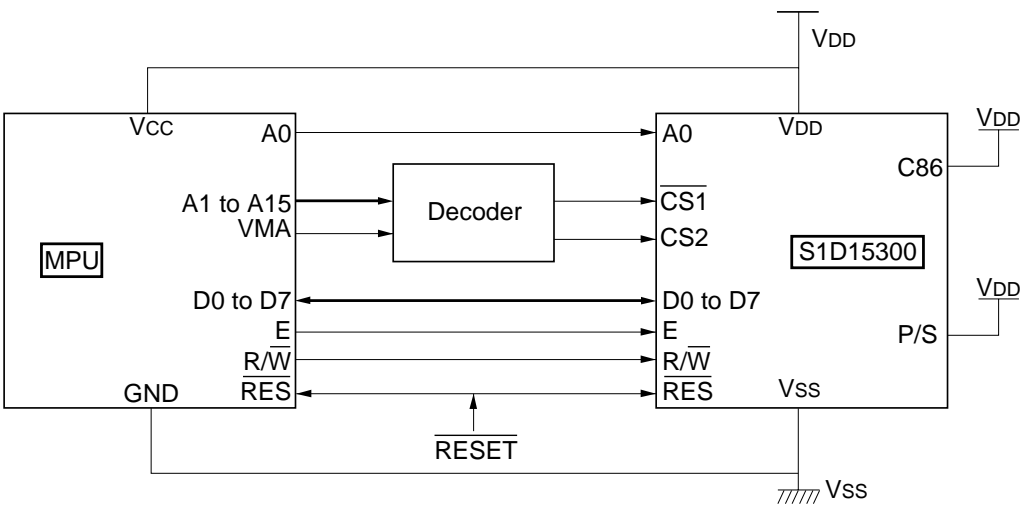 VDD
VCC
VDD
VDD
A0
A0
C86
A1 to A15
Decoder
CS1
VMA
CS2
MPU
S1D15300
VDD
D0 to D7
D0 to D7
E
E
P/S
R/W
R/W
RES
RES
GND
VSS
RESET
VSS